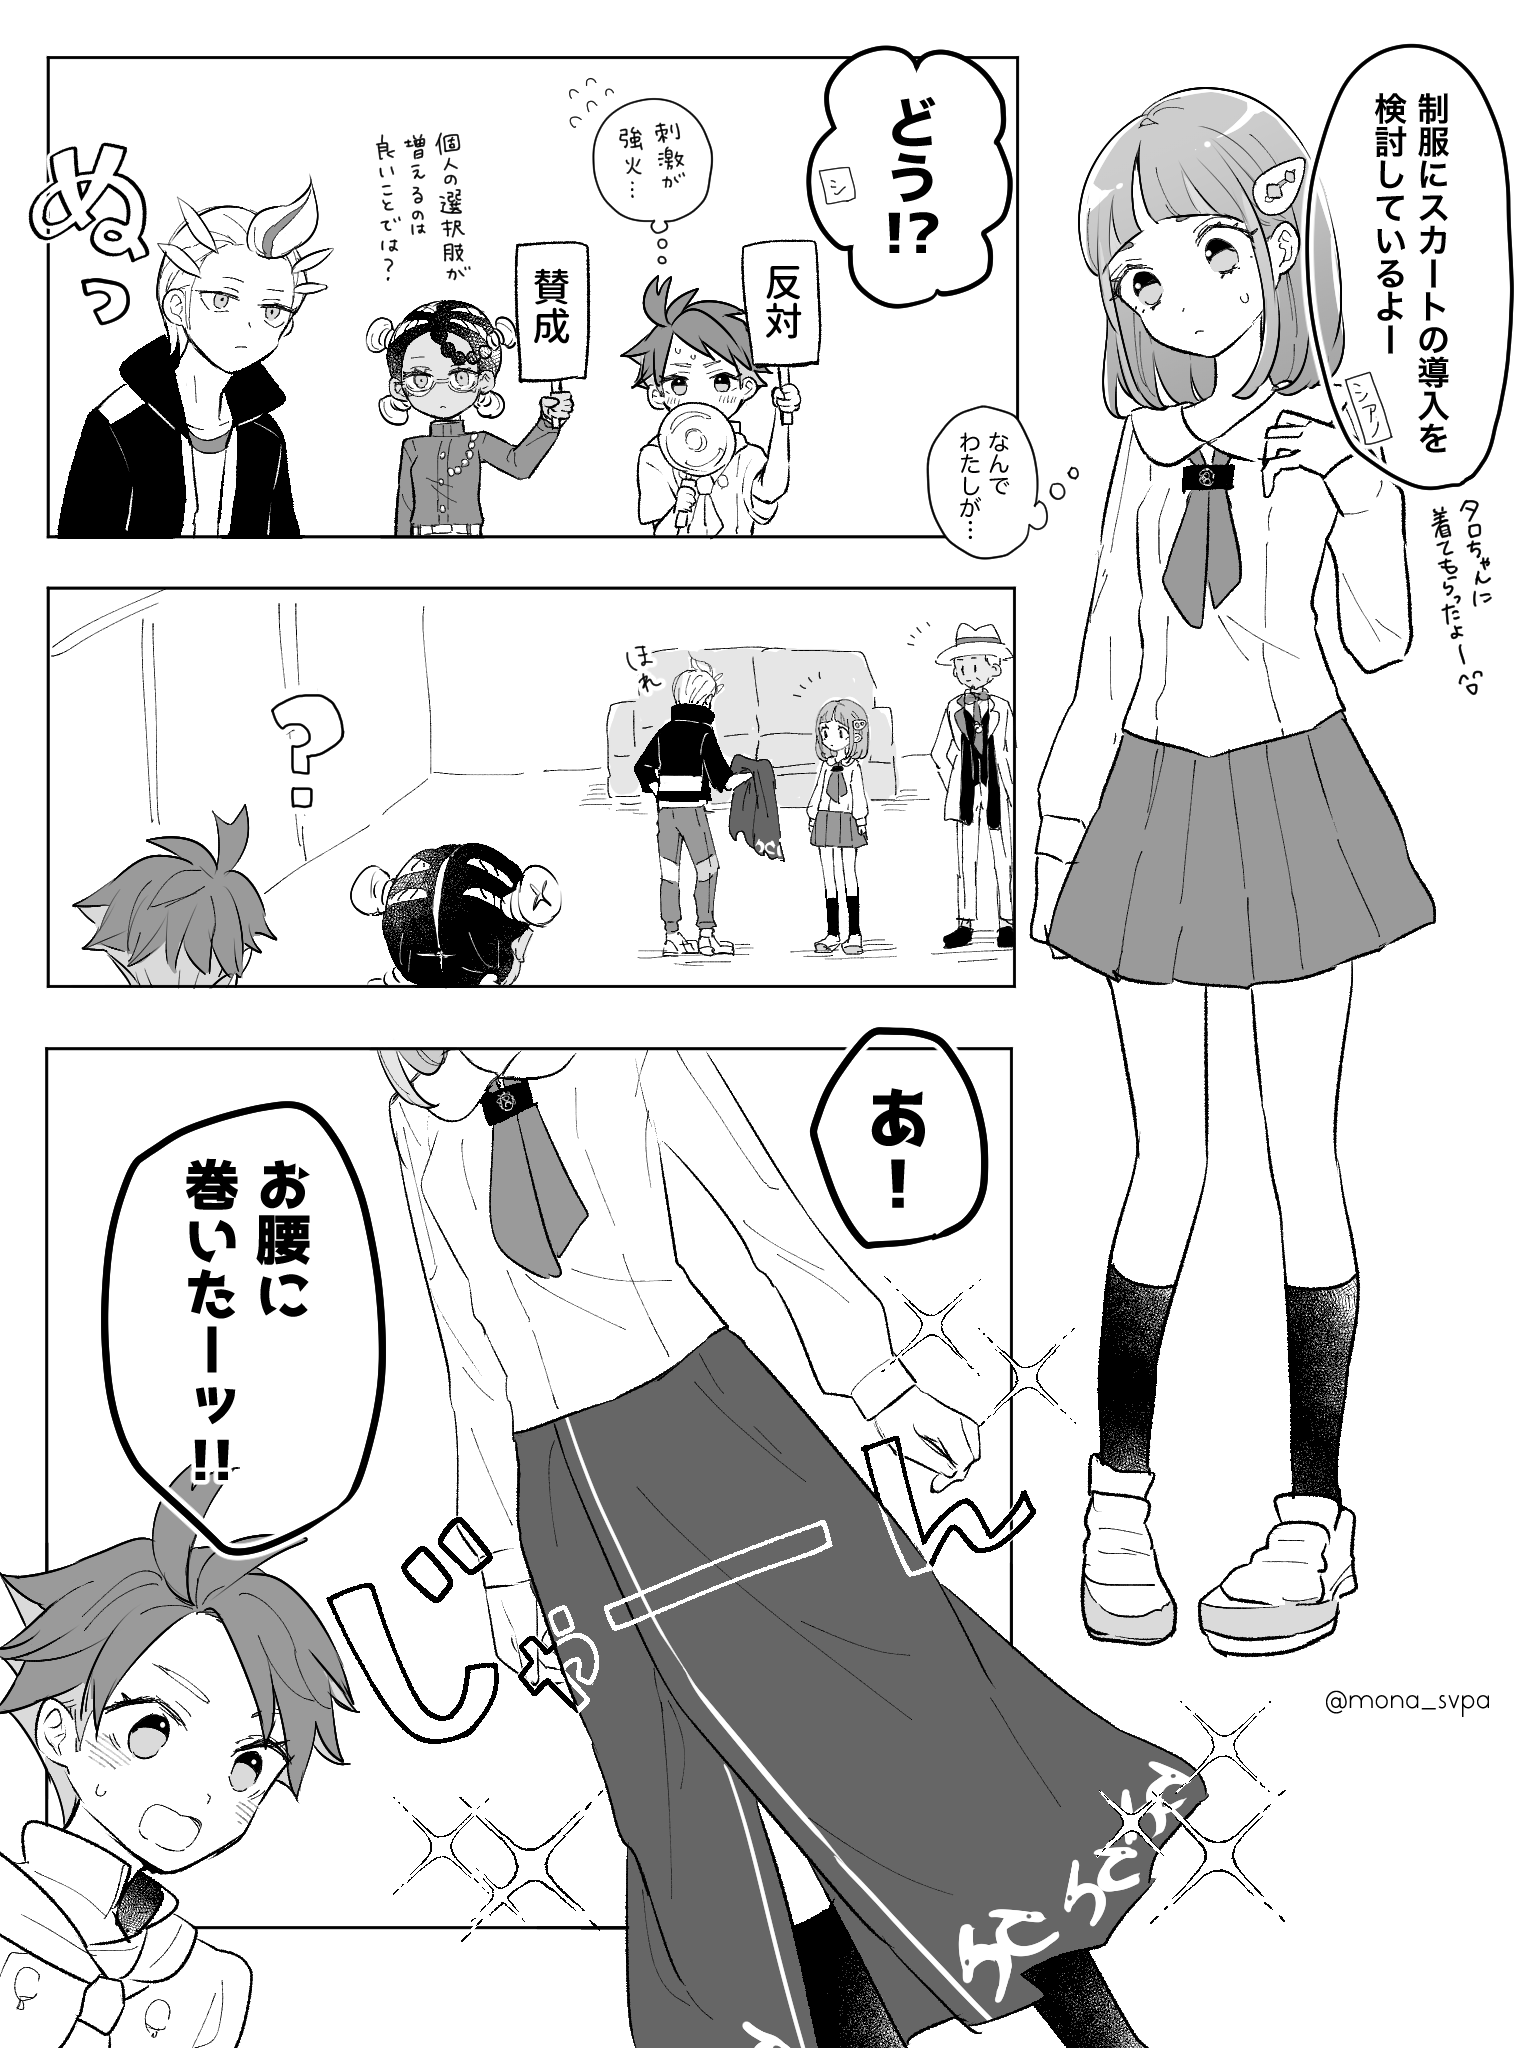 制服にスカートの導入を
検討しているよー
シアノ
タロちゃんに
着てもらったよー
なんで
わたしが…
どう!?
シ
反対
刺激が
強火…
賛成
個人の選択肢が
増えるのは
良いことでは?
ぬっ
ほれ
?
あ!
お腰に
巻いたーッ!!
じゃーん
@mona_svpa